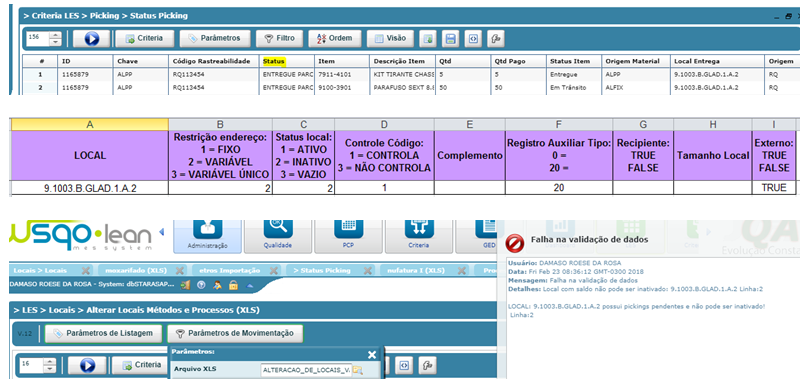 > Criteria LES > Picking > Status Picking
156 Criteria Parâmetros Filtro Ordem Visão
# ID Chave Código Rastreabilidade Status Item Descrição Item Qtd Qtd Pago Status Item Origem Material Local Entrega Origem
1 1165879 ALPP RQ113454 ENTREGUE PARC 7911-4101 KIT TIRANTE CHASS 5 5 Entregue ALPP 9.1003.B.GLAD.1.A.2 RQ
2 1165879 ALPP RQ113454 ENTREGUE PARC 9100-3901 PARAFUSO SEXT 8. 50 50 Em Trânsito ALFIX 9.1003.B.GLAD.1.A.2 RQ
A B C D E F G H I
LOCAL
Restrição endereço:
1 = FIXO
2 = VARIÁVEL
3 = VARIÁVEL ÚNICO
Status local:
1 = ATIVO
2 = INATIVO
3 = VAZIO
Controle Código:
1 = CONTROLA
3 = NÃO CONTROLA
Complemento
Registro Auxiliar Tipo:
0 =
20 =
Recipiente:
TRUE
FALSE
Tamanho Local
Externo:
TRUE
FALSE
9.1003.B.GLAD.1.A.2 2 2 1 20 TRUE
lean
mes system
Administração Qualidade PCP Criteria GED
QA
Evolução Consta
Locais > Locais moxarifado (XLS) etros Importação > Status Picking nufatura I (XLS) Pro
DAMASO ROESE DA ROSA - System: dbSTARASAP...
> LES > Locais > Alterar Locais Métodos e Processos (XLS)
V.12 Parâmetros de Listagem Parâmetros de Movimentação
16 Criteria
Parâmetros:
Arquivo XLS ALTERACAO_DE_LOCAIS_V.
Falha na validação de dados
Usuário: DAMASO ROESE DA ROSA
Data: Fri Feb 23 08:36:12 GMT-0300 2018
Mensagem: Falha na validação de dados
Detalhes: Local com saldo não pode ser inativado: 9.1003.B.GLAD.1.A.2 Linha:2
LOCAL: 9.1003.B.GLAD.1.A.2 possui pickings pendentes e não pode ser inativado!
Linha:2